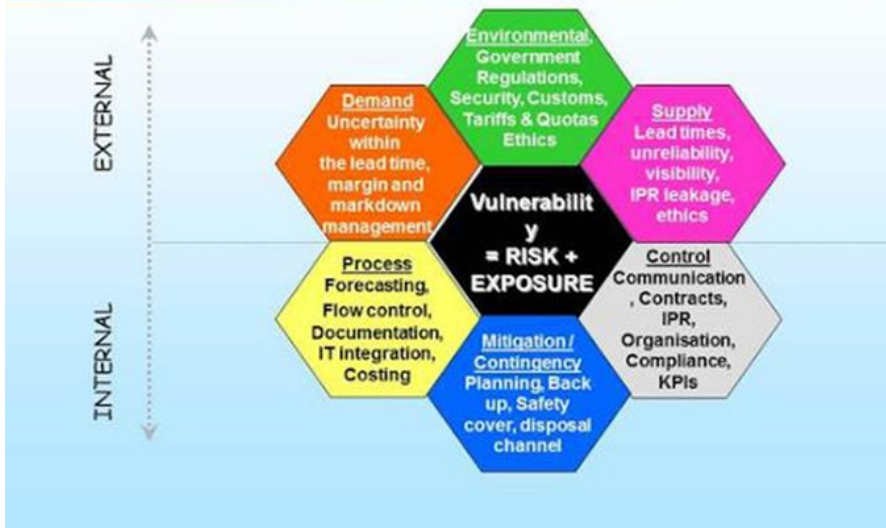 EXTERNAL
INTERNAL
Environmental,
Government
Regulations,
Security, Customs,
Tariffs & Quotas
Ethics
Demand
Uncertainty
within
the lead time,
margin and
markdown
management
Supply
Lead times,
unreliability,
visibility,
IPR leakage,
ethics
Vulnerabilit
y
= RISK +
EXPOSURE
Process
Forecasting,
Flow control,
Documentation,
IT integration,
Costing
Control
Communication
, Contracts,
IPR,
Organisation,
Compliance,
KPIs
Mitigation /
Contingency
Planning, Back
up, Safety
cover, disposal
channel